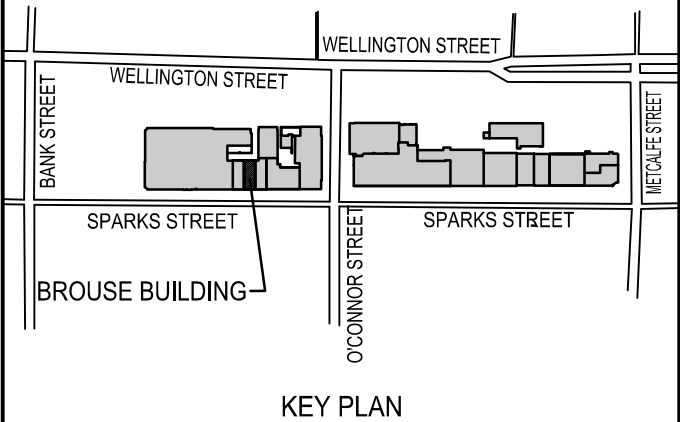 WELLINGTON STREET
WELLINGTON STREET
BANK STREET
METCALFE STREET
SPARKS STREET
SPARKS STREET
O'CONNOR STREET
BROUSE BUILDING
KEY PLAN